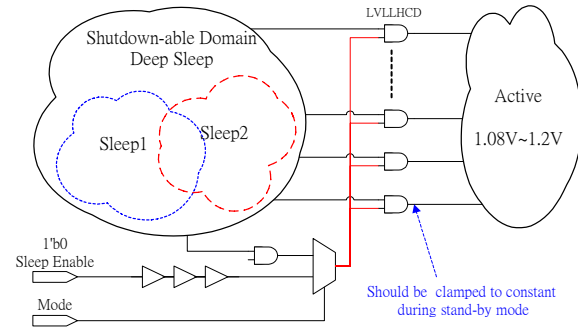 LVLLHCD
Shutdown-able Domain
Deep Sleep
Sleep1
Sleep2
Active
1.08V~1.2V
1'b0
Sleep Enable
Mode
Should be clamped to constant
during stand-by mode